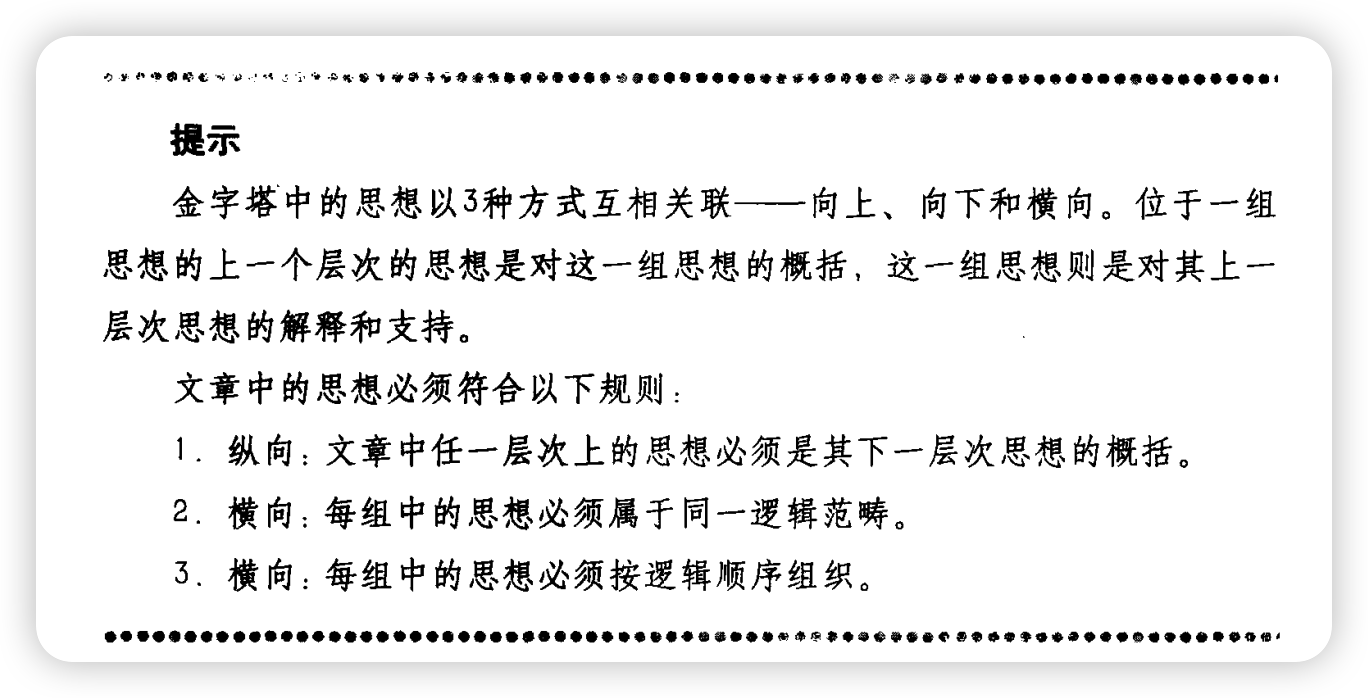 提示
金字塔中的思想以3种方式互相关联——向上、向下和横向。位于一组
思想的上一个层次的思想是对这一组思想的概括，这一组思想则是对其上一
层次思想的解释和支持。
文章中的思想必须符合以下规则：
1. 纵向：文章中任一层次上的思想必须是其下一层次思想的概括。
2. 横向：每组中的思想必须属于同一逻辑范畴。
3. 横向：每组中的思想必须按逻辑顺序组织。